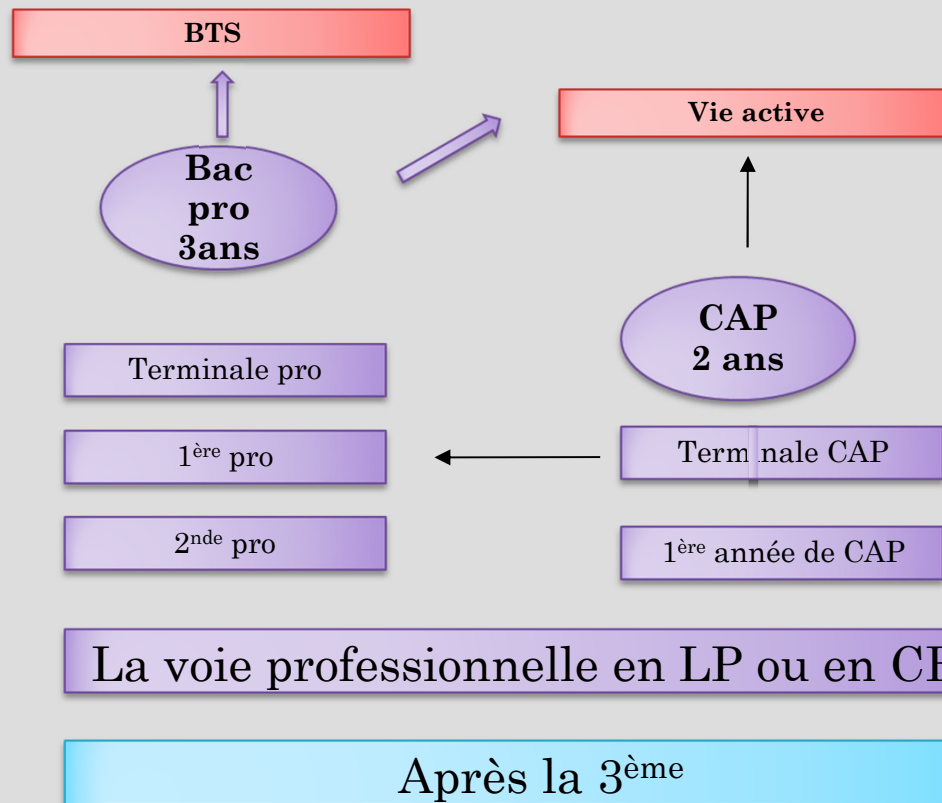 BTS
Vie active
Bac
pro
3ans
CAP
2 ans
Terminale pro
1ère pro
Terminale CAP
2nde pro
1ère année de CAP
La voie professionnelle en LP ou en
Après la 3ème